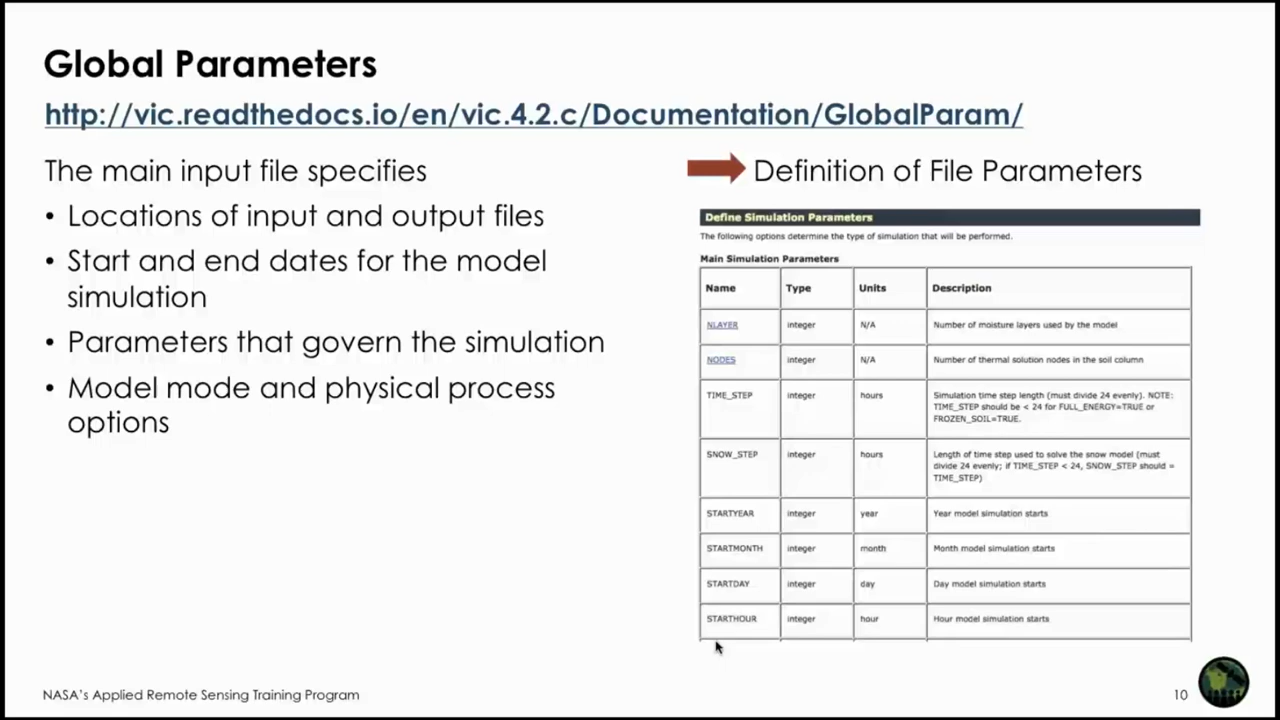 Global Parameters
http://vic.readthedocs.io/en/vic.4.2.c/Documentation/GlobalParam/
The main input file specifies
• Locations of input and output files
• Start and end dates for the model
simulation
• Parameters that govern the simulation
• Model mode and physical process
options
Definition of File Parameters
Define Simulation Parameters
The following options determine the type of simulation that will be performed.
Main Simulation Parameters
Name Type Units Description
NLAYER integer N/A Number of moisture layers used by the model
NODES integer N/A Number of thermal solution nodes in the soil column
TIME_STEP integer hours Simulation time step length (must divide 24 evenly). NOTE:
TIME_STEP should be < 24 for FULL_ENERGY=TRUE or
FROZEN_SOIL=TRUE.
SNOW_STEP integer hours Length of time step used to solve the snow model (must
divide 24 evenly; if TIME_STEP < 24, SNOW_STEP should =
TIME_STEP)
STARTYEAR integer year Year model simulation starts
STARTMONTH integer month Month model simulation starts
STARTDAY integer day Day model simulation starts
STARTHOUR integer hour Hour model simulation starts
NASA's Applied Remote Sensing Training Program
10